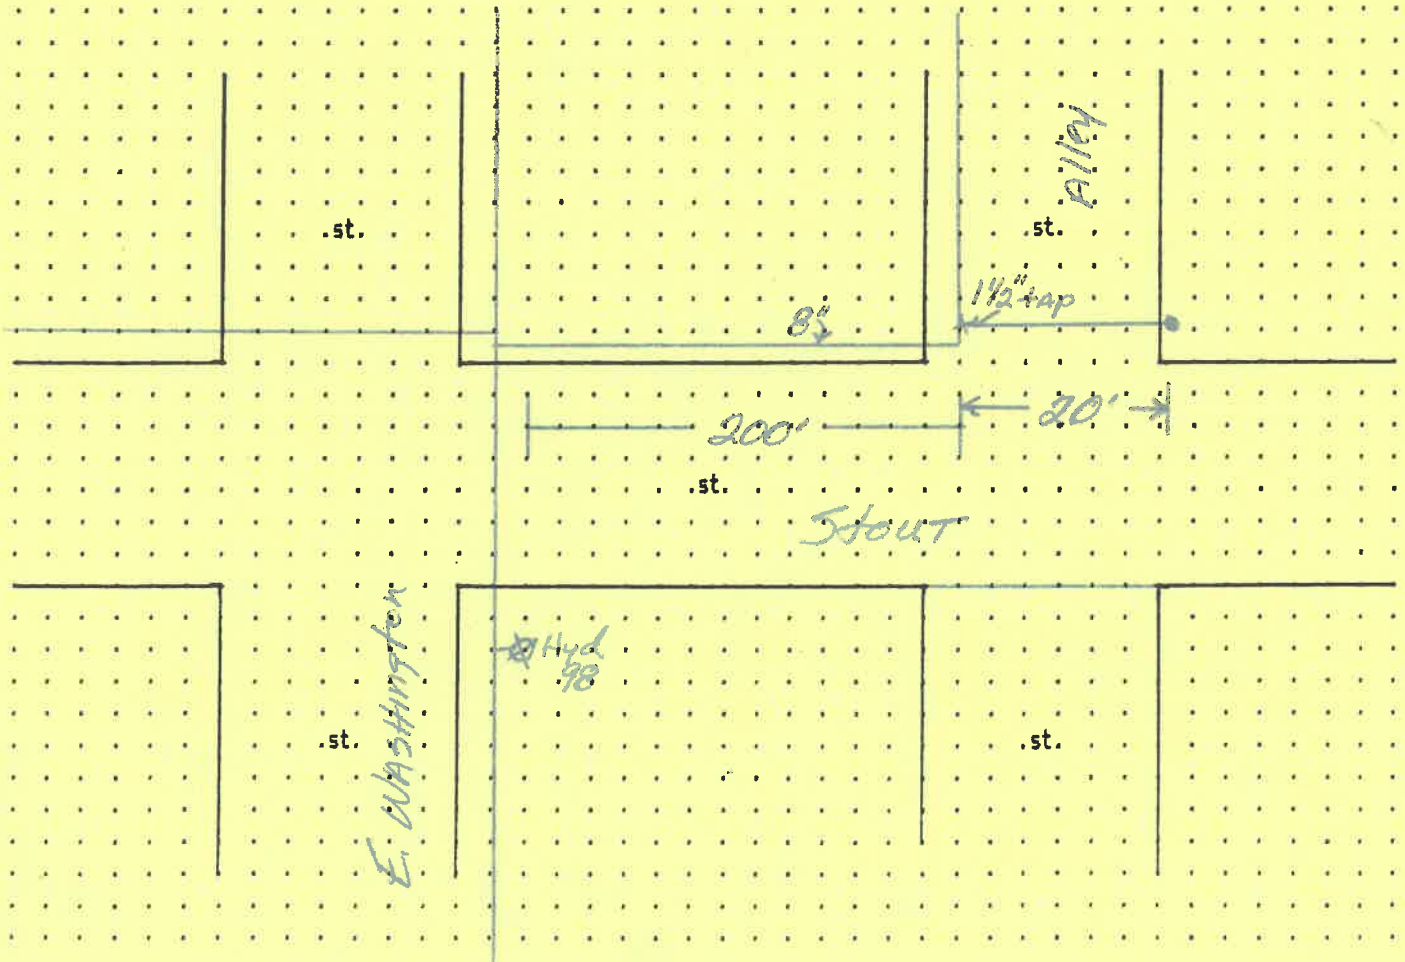 Alley
.st.
.st.
1½" tap
8"
200'
20'
.st.
Stout
E. WASHington
Hyd
98
.st.
.st.